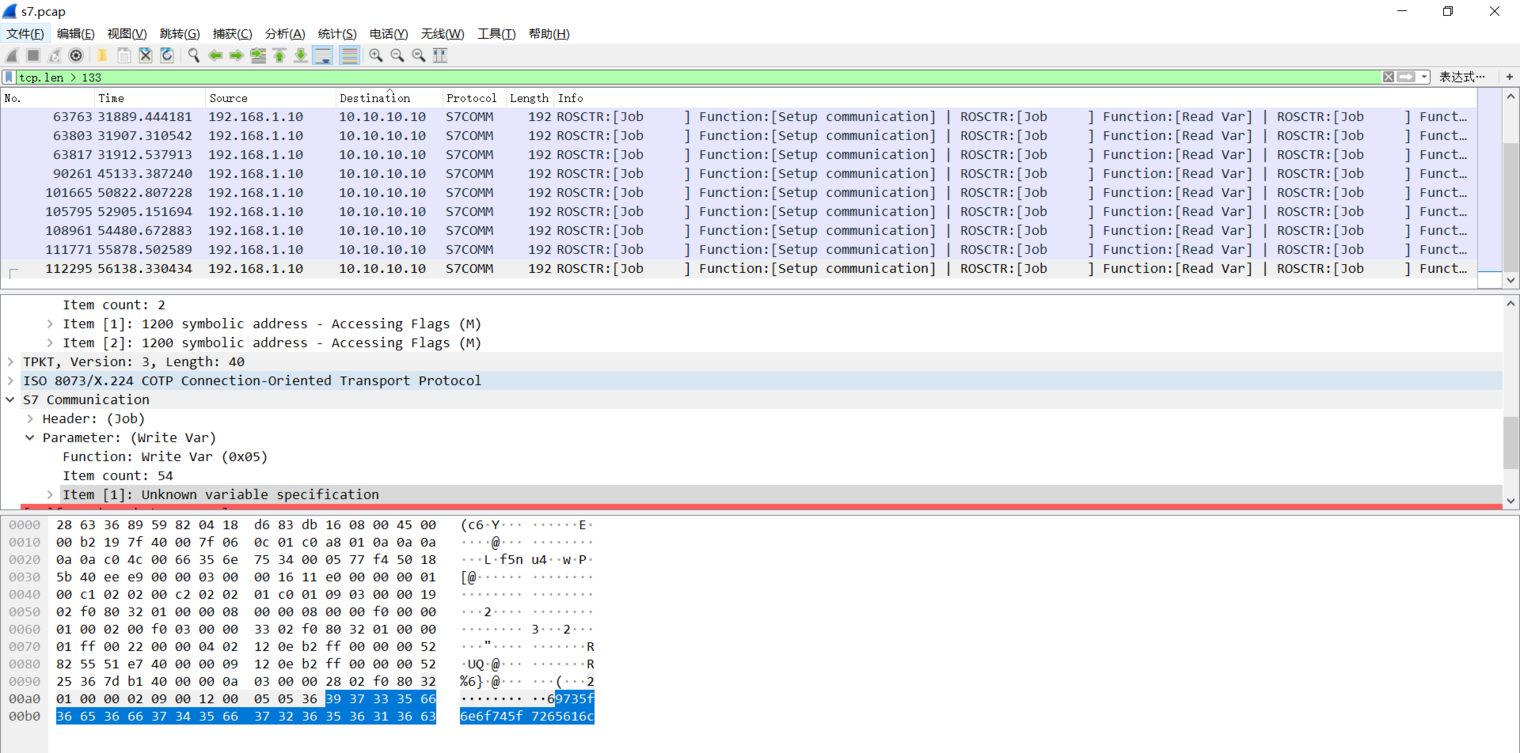 s7.pcap
文件(F) 编辑(E) 视图(V) 跳转(G) 捕获(C) 分析(A) 统计(S) 电话(Y) 无线(W) 工具(T) 帮助(H)
tcp.len > 133 表达式… +
No. Time Source Destination Protocol Length Info
63763 31889.444181 192.168.1.10 10.10.10.10 S7COMM 192 ROSCTR:[Job ] Function:[Setup communication] | ROSCTR:[Job ] Function:[Read Var] | ROSCTR:[Job ] Funct…
63803 31907.310542 192.168.1.10 10.10.10.10 S7COMM 192 ROSCTR:[Job ] Function:[Setup communication] | ROSCTR:[Job ] Function:[Read Var] | ROSCTR:[Job ] Funct…
63817 31912.537913 192.168.1.10 10.10.10.10 S7COMM 192 ROSCTR:[Job ] Function:[Setup communication] | ROSCTR:[Job ] Function:[Read Var] | ROSCTR:[Job ] Funct…
90261 45133.387240 192.168.1.10 10.10.10.10 S7COMM 192 ROSCTR:[Job ] Function:[Setup communication] | ROSCTR:[Job ] Function:[Read Var] | ROSCTR:[Job ] Funct…
101665 50822.807228 192.168.1.10 10.10.10.10 S7COMM 192 ROSCTR:[Job ] Function:[Setup communication] | ROSCTR:[Job ] Function:[Read Var] | ROSCTR:[Job ] Funct…
105795 52905.151694 192.168.1.10 10.10.10.10 S7COMM 192 ROSCTR:[Job ] Function:[Setup communication] | ROSCTR:[Job ] Function:[Read Var] | ROSCTR:[Job ] Funct…
108961 54480.672883 192.168.1.10 10.10.10.10 S7COMM 192 ROSCTR:[Job ] Function:[Setup communication] | ROSCTR:[Job ] Function:[Read Var] | ROSCTR:[Job ] Funct…
111771 55878.502589 192.168.1.10 10.10.10.10 S7COMM 192 ROSCTR:[Job ] Function:[Setup communication] | ROSCTR:[Job ] Function:[Read Var] | ROSCTR:[Job ] Funct…
112295 56138.330434 192.168.1.10 10.10.10.10 S7COMM 192 ROSCTR:[Job ] Function:[Setup communication] | ROSCTR:[Job ] Function:[Read Var] | ROSCTR:[Job ] Funct…
Item count: 2
Item [1]: 1200 symbolic address - Accessing Flags (M)
Item [2]: 1200 symbolic address - Accessing Flags (M)
TPKT, Version: 3, Length: 40
ISO 8073/X.224 COTP Connection-Oriented Transport Protocol
S7 Communication
Header: (Job)
Parameter: (Write Var)
Function: Write Var (0x05)
Item count: 54
Item [1]: Unknown variable specification
0000 28 63 36 89 59 82 04 18 d6 83 db 16 08 00 45 00 (c6·Y··· ······E·
0010 00 b2 19 7f 40 00 7f 06 0c 01 c0 a8 01 0a 0a 0a ····@··· ········
0020 0a 0a c0 4c 00 66 35 6e 75 34 00 05 77 f4 50 18 ···L·f5n u4··w·P·
0030 5b 40 ee e9 00 00 03 00 00 16 11 e0 00 00 00 01 [@······ ········
0040 00 c1 02 02 00 c2 02 02 01 c0 01 09 03 00 00 19 ········ ········
0050 02 f0 80 32 01 00 00 08 00 00 08 00 00 f0 00 00 ···2···· ········
0060 01 00 02 00 f0 03 00 00 33 02 f0 80 32 01 00 00 ········ 3···2···
0070 01 ff 00 22 00 00 04 02 12 0e b2 ff 00 00 00 52 ···"···· ·······R
0080 82 55 51 e7 40 00 00 09 12 0e b2 ff 00 00 00 52 ·UQ·@··· ·······R
0090 25 36 7d b1 40 00 00 0a 03 00 00 28 02 f0 80 32 %6}·@··· ···(···2
00a0 01 00 00 02 09 00 12 00 05 05 36 39 37 33 35 66 ········ ··69735f
00b0 36 65 36 66 37 34 35 66 37 32 36 35 36 31 36 63 6e6f745f 7265616c